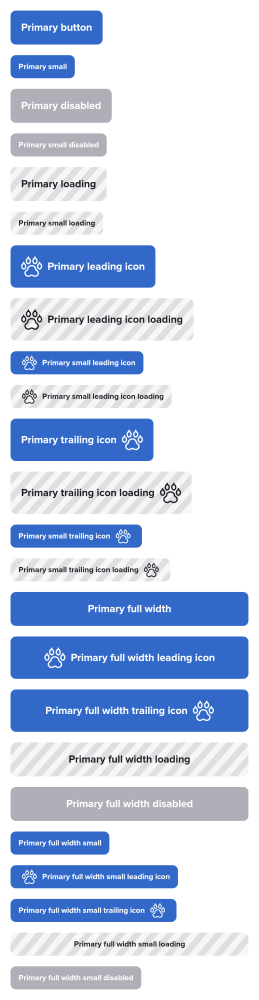 Primary button
Primary small
Primary disabled
Primary small disabled
Primary loading
Primary small loading
Primary leading icon
Primary leading icon loading
Primary small leading icon
Primary small leading icon loading
Primary trailing icon
Primary trailing icon loading
Primary small trailing icon
Primary small trailing icon loading
Primary full width
Primary full width leading icon
Primary full width trailing icon
Primary full width loading
Primary full width disabled
Primary full width small
Primary full width small leading icon
Primary full width small trailing icon
Primary full width small loading
Primary full width small disabled